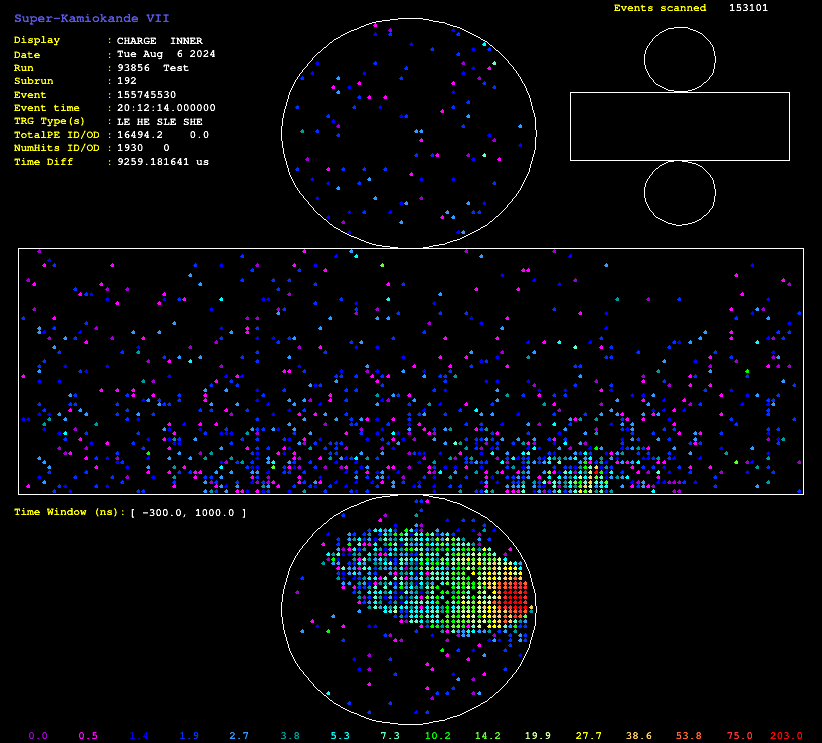 Super-Kamiokande VII
Events scanned 153101
Display : CHARGE INNER
Date : Tue Aug 6 2024
Run : 93856 Test
Subrun : 192
Event : 155745530
Event time : 20:12:14.000000
TRG Type(s) : LE HE SLE SHE
TotalPE ID/OD : 16494.2 0.0
NumHits ID/OD : 1930 0
Time Diff : 9259.181641 us
Time Window (ns): [ -300.0, 1000.0 ]
0.0 0.5 1.4 1.9 2.7 3.8 5.3 7.3 10.2 14.2 19.9 27.7 38.6 53.8 75.0 203.0